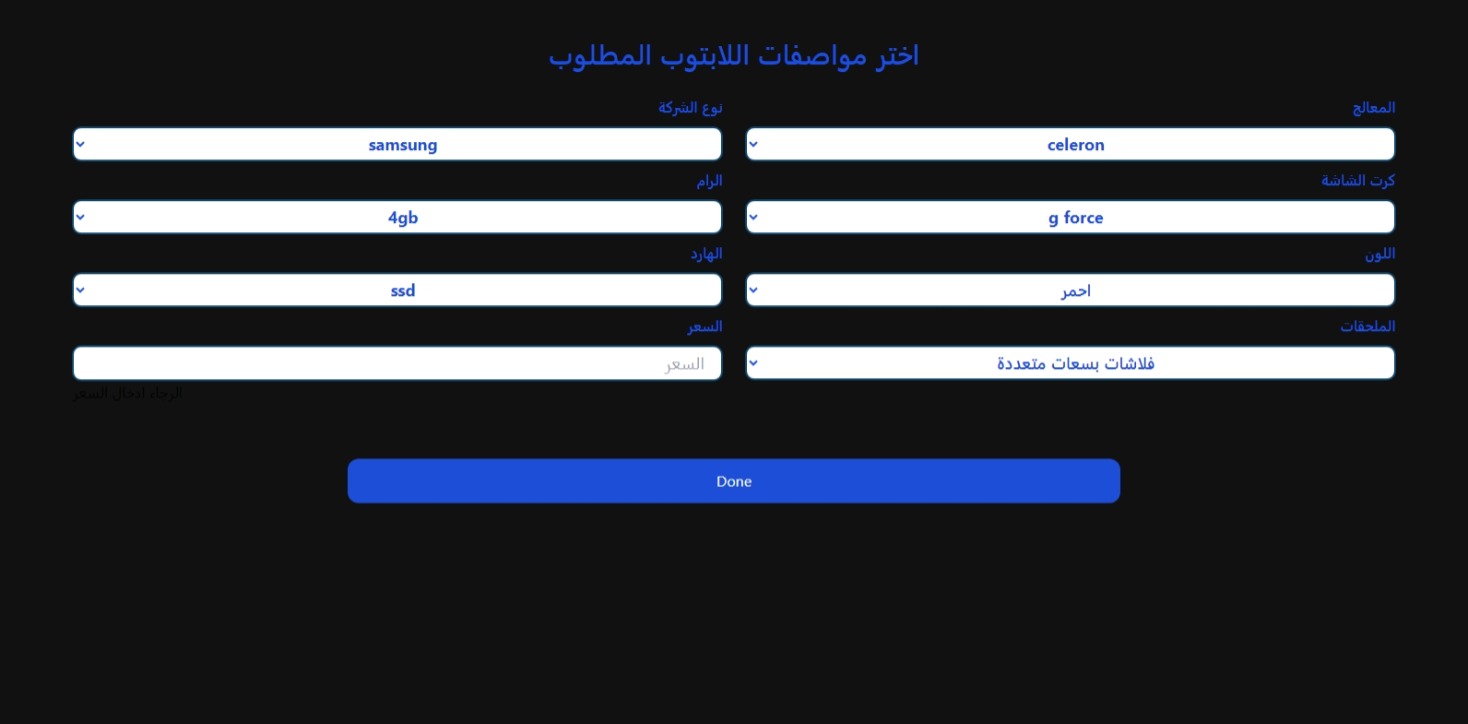 اختر مواصفات اللابتوب المطلوب
المعالج
celeron
نوع الشركة
samsung
كرت الشاشة
g force
الرام
4gb
اللون
احمر
الهارد
ssd
الملحقات
فلاشات بسعات متعددة
السعر
السعر
الرجاء ادخال السعر
Done